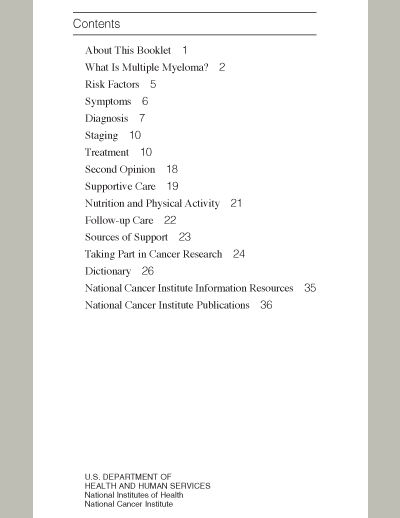 Contents
About This Booklet 1
What Is Multiple Myeloma? 2
Risk Factors 5
Symptoms 6
Diagnosis 7
Staging 10
Treatment 10
Second Opinion 18
Supportive Care 19
Nutrition and Physical Activity 21
Follow-up Care 22
Sources of Support 23
Taking Part in Cancer Research 24
Dictionary 26
National Cancer Institute Information Resources 35
National Cancer Institute Publications 36
U.S. DEPARTMENT OF
HEALTH AND HUMAN SERVICES
National Institutes of Health
National Cancer Institute